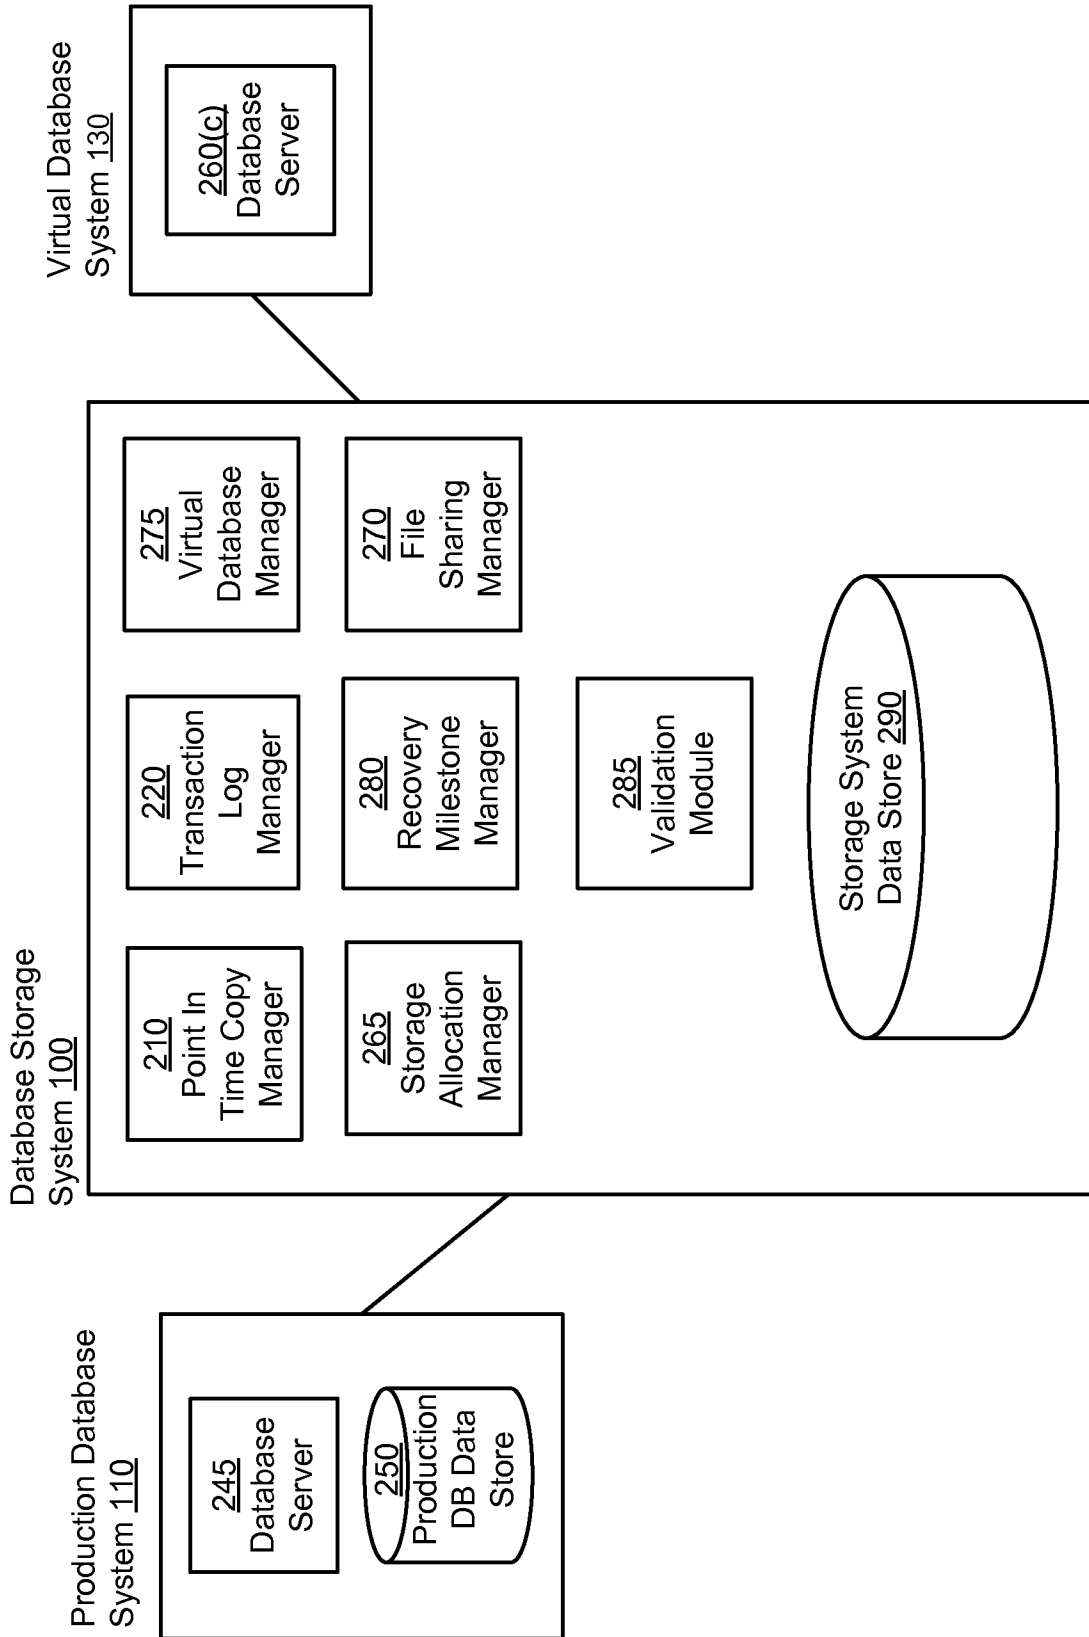 Production Database
System 110
245
Database
Server
250
Production
DB Data
Store
Database Storage
System 100
210
Point In
Time Copy
Manager
220
Transaction
Log
Manager
275
Virtual
Database
Manager
265
Storage
Allocation
Manager
280
Recovery
Milestone
Manager
270
File
Sharing
Manager
285
Validation
Module
Storage System
Data Store 290
Virtual Database
System 130
260(c)
Database
Server